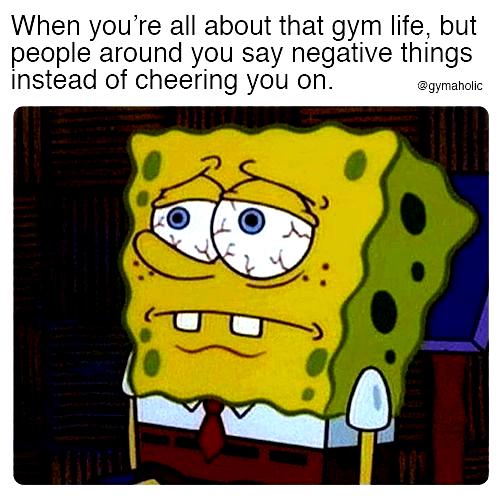 When you’re all about that gym life, but
people around you say negative things
instead of cheering you on.
@gymaholic